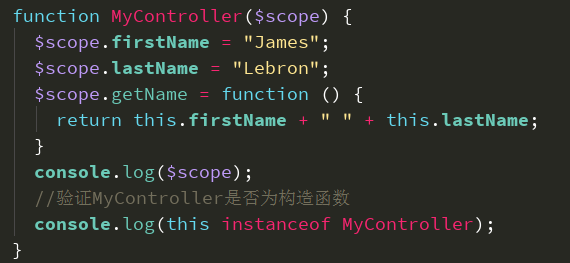 function MyController($scope) {
  $scope.firstName = "James";
  $scope.lastName = "Lebron";
  $scope.getName = function () {
    return this.firstName + " " + this.lastName;
  }
  console.log($scope);
  //验证MyController是否为构造函数
  console.log(this instanceof MyController);
}